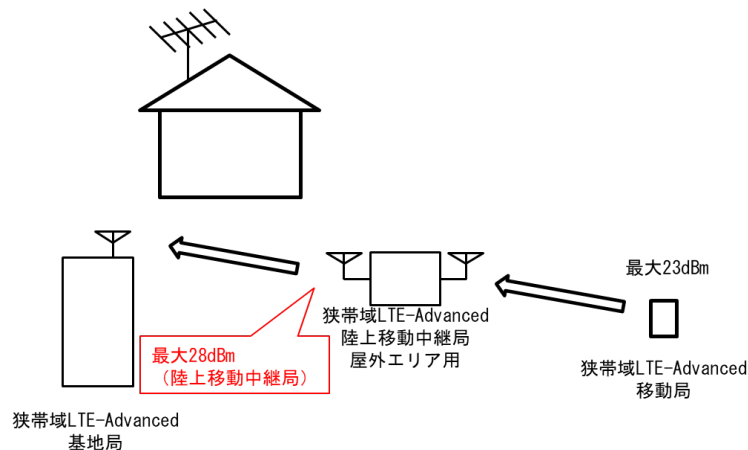 最大23dBm
狭帯域LTE-Advanced
陸上移動中継局
屋外エリア用
最大28dBm
（陸上移動中継局）
狭帯域LTE-Advanced
移動局
狭帯域LTE-Advanced
基地局